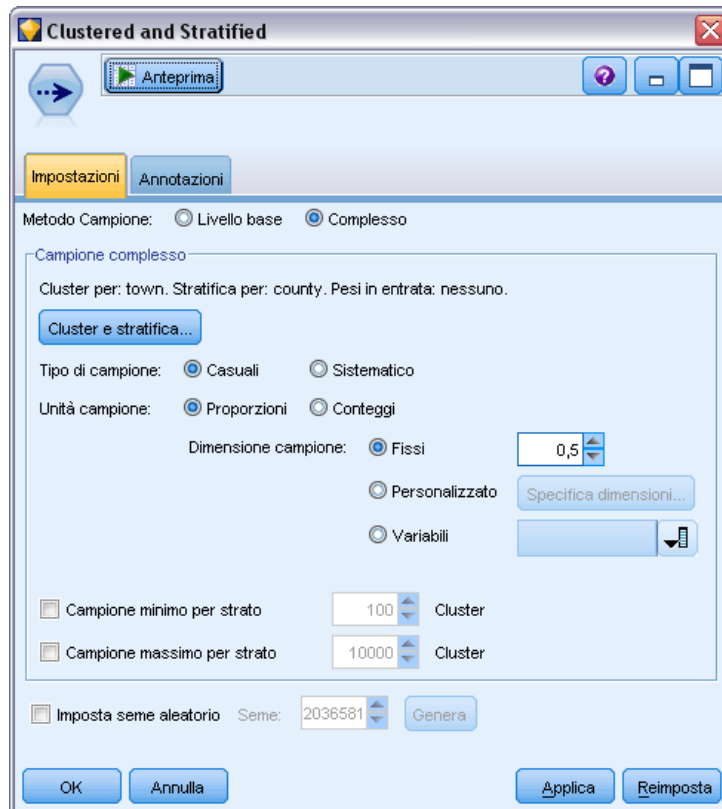 Clustered and Stratified
Anteprima
Impostazioni Annotazioni
Metodo Campione: Livello base Complesso
Campione complesso
Cluster per: town. Stratifica per: county. Pesi in entrata: nessuno.
Cluster e stratifica...
Tipo di campione: Casuali Sistematico
Unità campione: Proporzioni Conteggi
Dimensione campione: Fissi 0,5
Personalizzato Specifica dimensioni...
Variabili
Campione minimo per strato 100 Cluster
Campione massimo per strato 10000 Cluster
Imposta seme aleatorio Seme: 2036581 Genera
OK Annulla Applica Reimposta